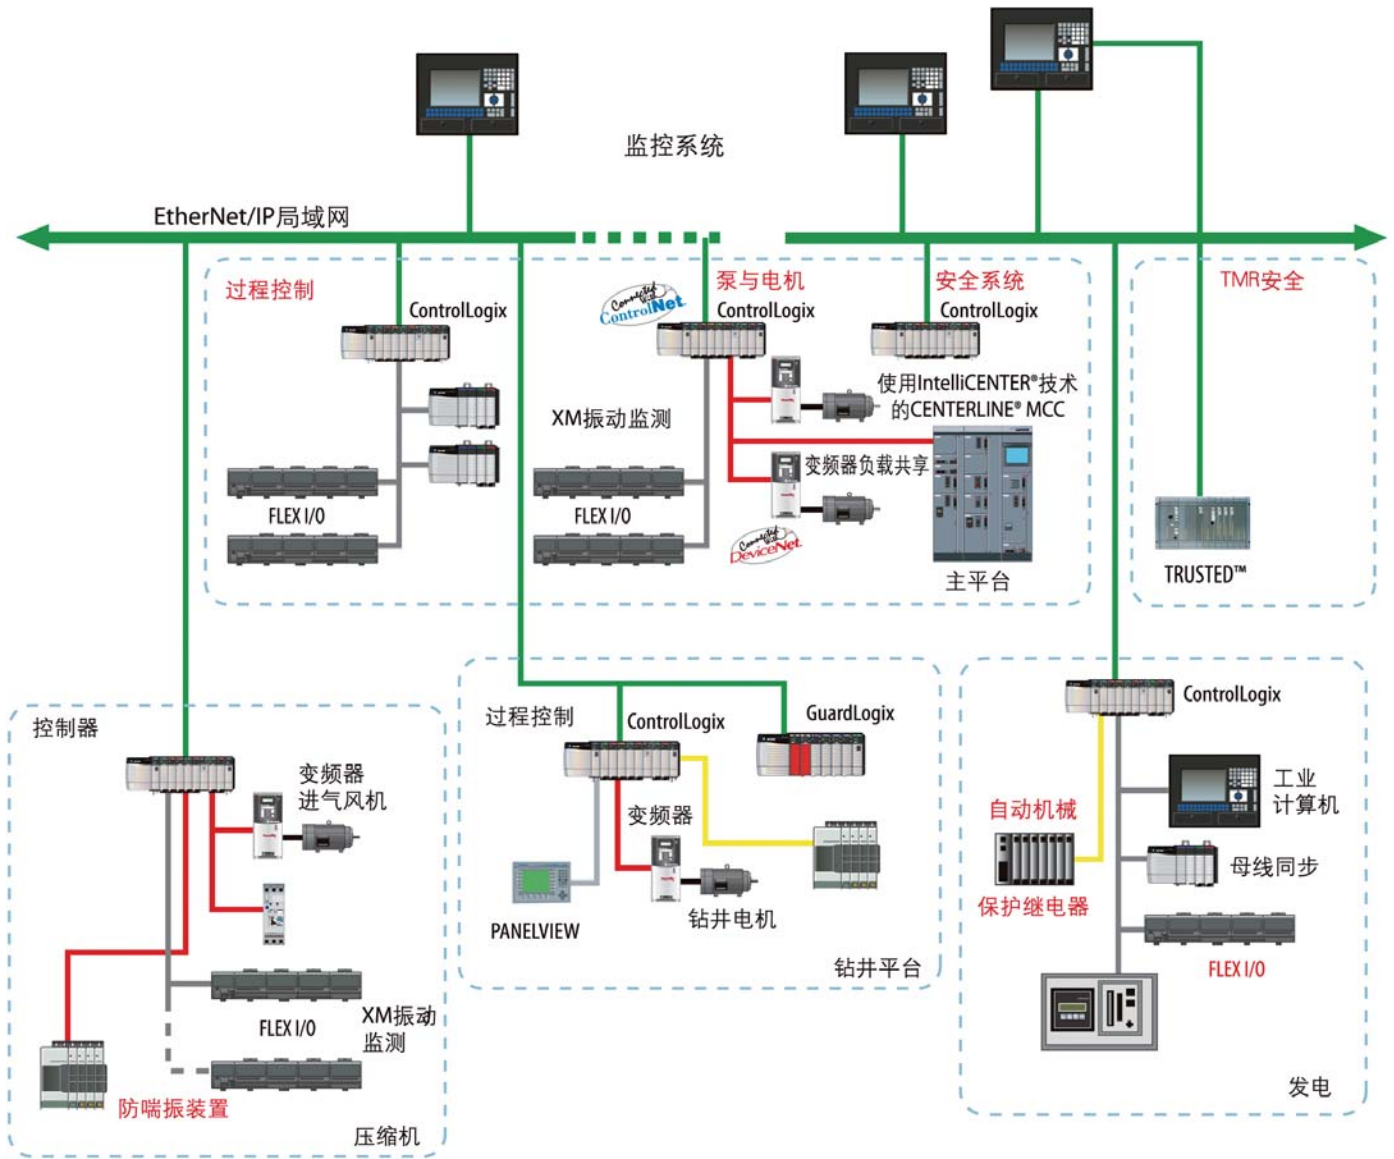 监控系统
EtherNet/IP局域网
过程控制
ControlLogix
FLEX I/O
Connected With
ControlNet
泵与电机
ControlLogix
XM振动监测
FLEX I/O
变频器负载共享
Connected With
DeviceNet
安全系统
ControlLogix
使用IntelliCENTER®技术
的CENTERLINE® MCC
主平台
TMR安全
TRUSTED™
控制器
变频器
进气风机
FLEX I/O
XM振动
监测
防喘振装置
压缩机
过程控制
ControlLogix
GuardLogix
变频器
PANELVIEW
钻井电机
钻井平台
ControlLogix
工业
计算机
自动机械
母线同步
保护继电器
FLEX I/O
发电